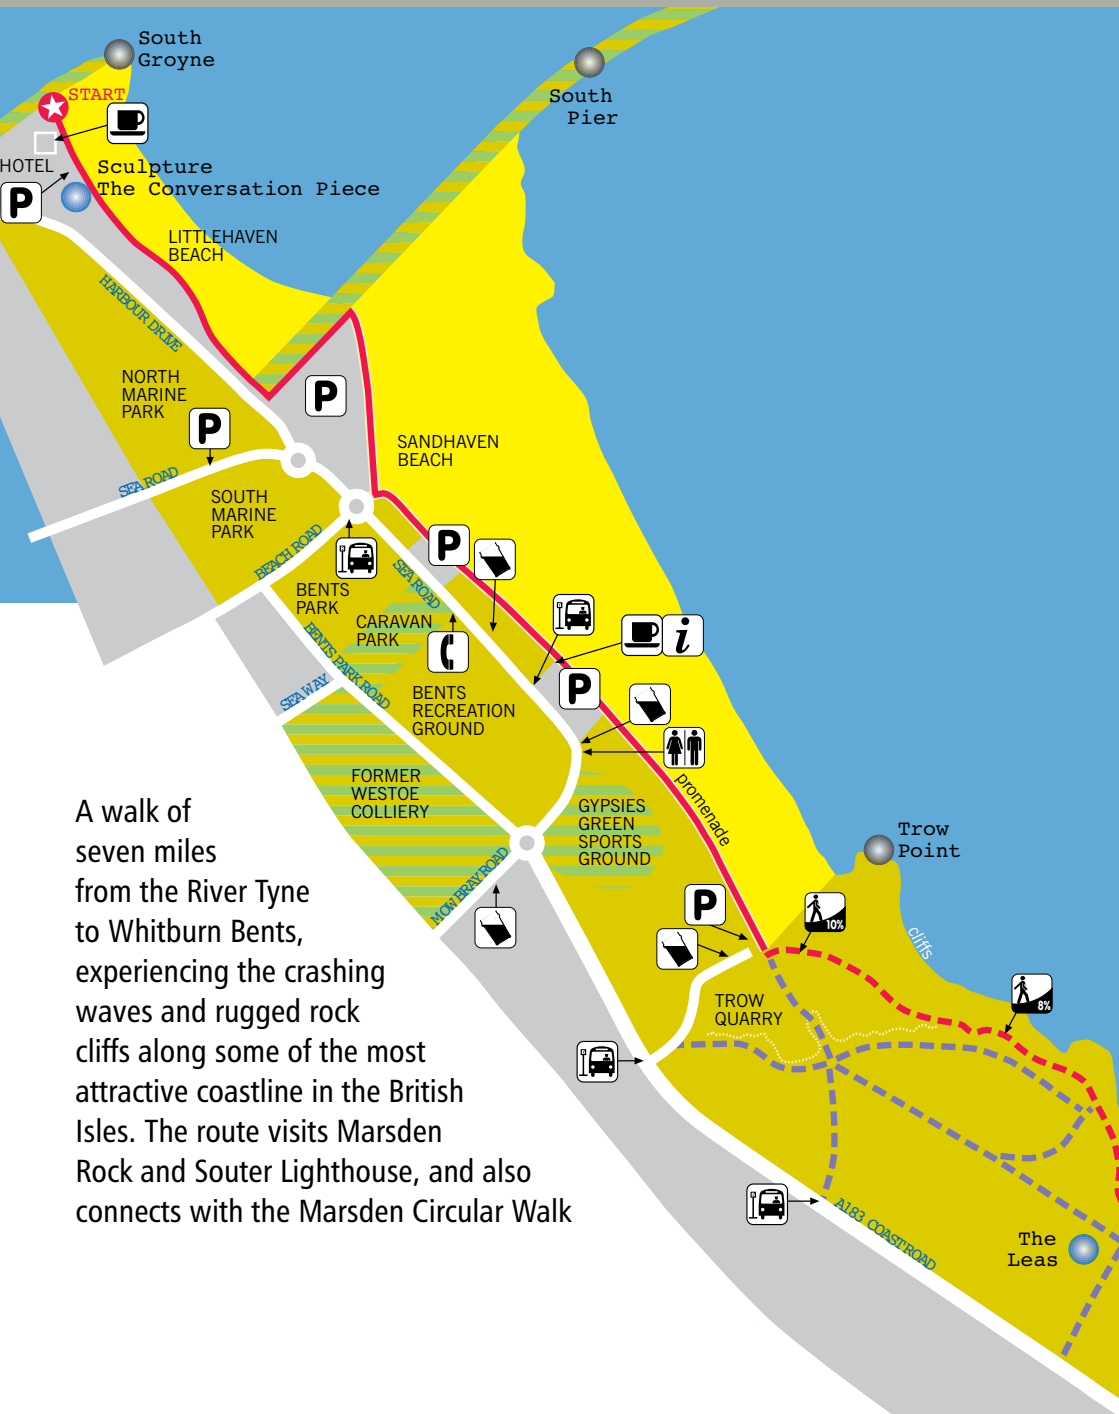 South
Groyne
START
HOTEL
P
Sculpture
The Conversation Piece
South
Pier
LITTLEHAVEN
BEACH
HARBOUR DRIVE
NORTH
MARINE
PARK
P
P
SANDHAVEN
BEACH
SEA ROAD
SOUTH
MARINE
PARK
BEACH ROAD
P
SEA ROAD
BENTS
PARK
CARAVAN
PARK
i
BENTS PARK ROAD
SEA WAY
P
BENTS
RECREATION
GROUND
FORMER
WESTOE
COLLIERY
promenade
GYPSIES
GREEN
SPORTS
GROUND
MOWBRAY ROAD
Trow
Point
P
10%
cliffs
8%
TROW
QUARRY
A183 COAST ROAD
The
Leas
A walk of
seven miles
from the River Tyne
to Whitburn Bents,
experiencing the crashing
waves and rugged rock
cliffs along some of the most
attractive coastline in the British
Isles. The route visits Marsden
Rock and Souter Lighthouse, and also
connects with the Marsden Circular Walk